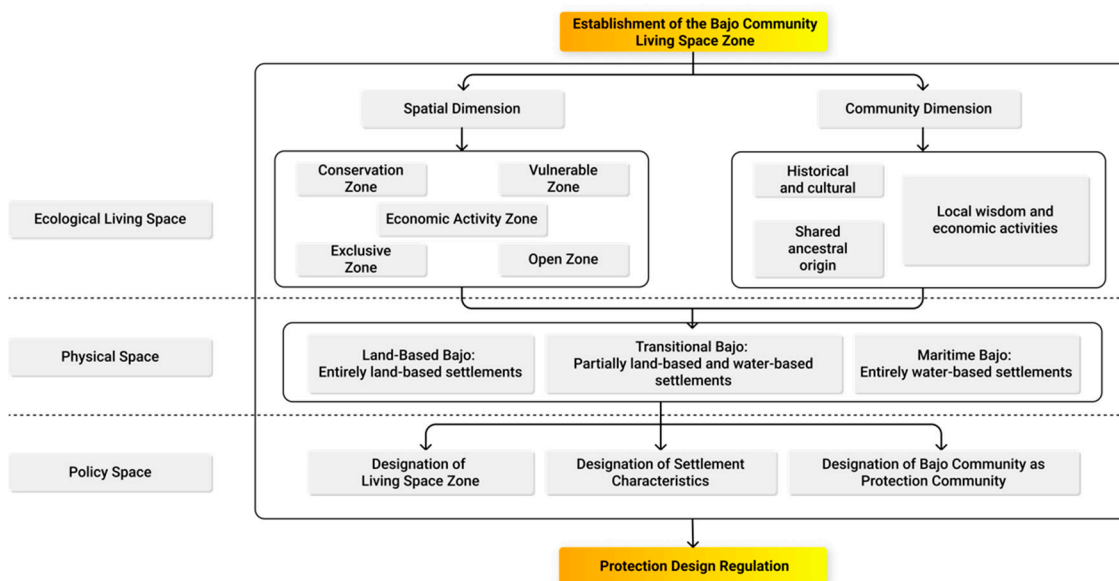 Establishment of the Bajo Community
Living Space Zone
Spatial Dimension
Community Dimension
Ecological Living Space
Conservation
Zone
Vulnerable
Zone
Economic Activity Zone
Exclusive
Zone
Open Zone
Historical
and cultural
Shared
ancestral
origin
Local wisdom and
economic activities
Physical Space
Land-Based Bajo:
Entirely land-based settlements
Transitional Bajo:
Partially land-based and water-based
settlements
Maritime Bajo:
Entirely water-based settlements
Policy Space
Designation of
Living Space Zone
Designation of Settlement
Characteristics
Designation of Bajo Community as
Protection Community
Protection Design Regulation